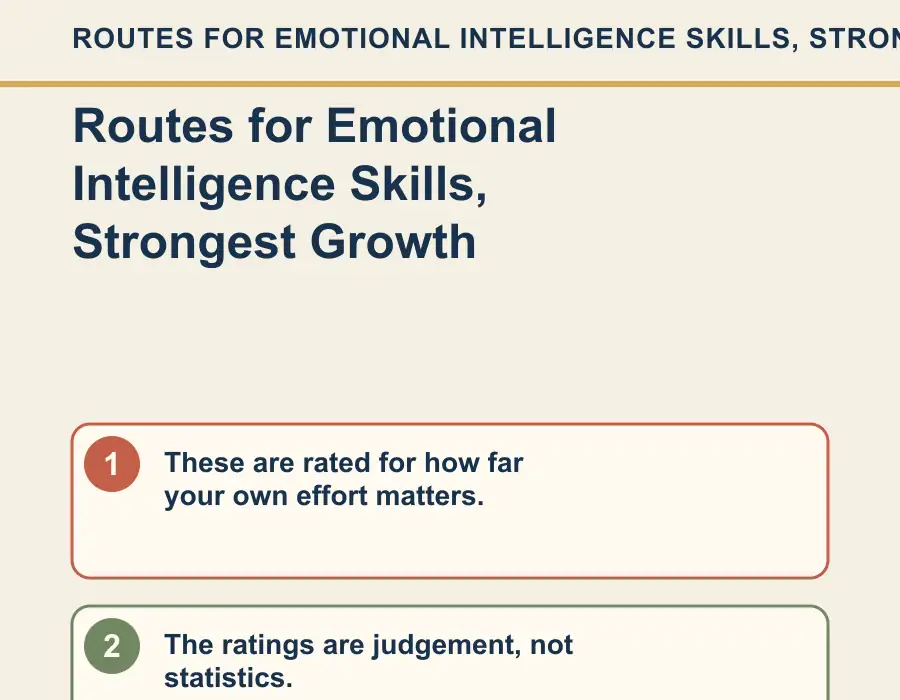 ROUTES FOR EMOTIONAL INTELLIGENCE SKILLS,
Routes for Emotional
Intelligence Skills,
Strongest Growth
1
These are rated for how far
your own effort matters.
2
The ratings are judgement, not
statistics.